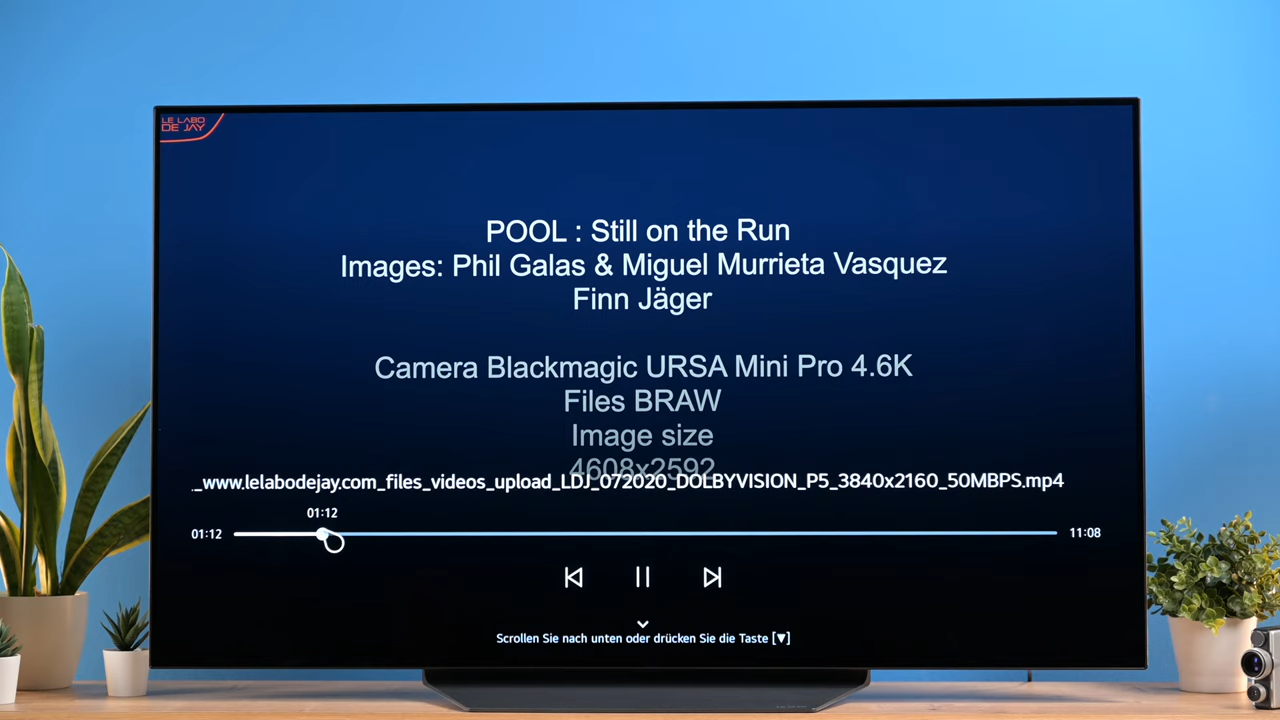 LE LABO
DE JAY
POOL : Still on the Run
Images: Phil Galas & Miguel Murrieta Vasquez
Finn Jäger
Camera Blackmagic URSA Mini Pro 4.6K
Files BRAW
Image size
4608x2592
._www.lelabodejay.com_files_videos_upload_LDJ_072020_DOLBYVISION_P5_3840x2160_50MBPS.mp4
01:12
01:12
11:08
Scrollen Sie nach unten oder drücken Sie die Taste [▼]